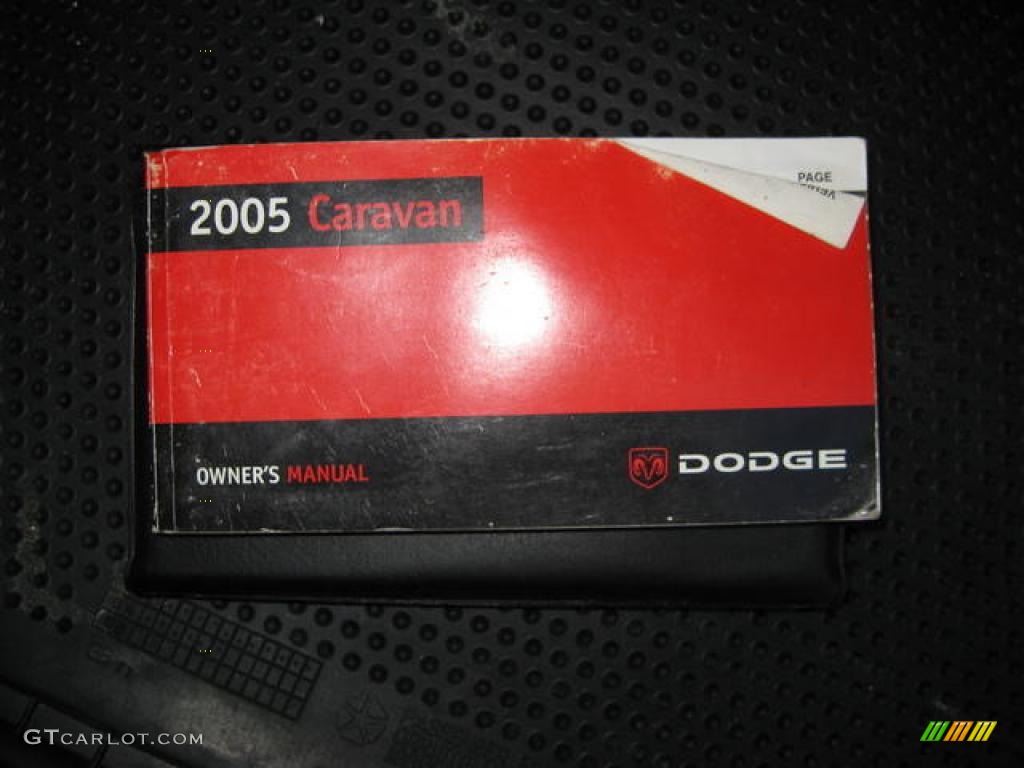 PAGE
2005 Caravan
OWNER'S MANUAL
DODGE
GTCARLOT.COM